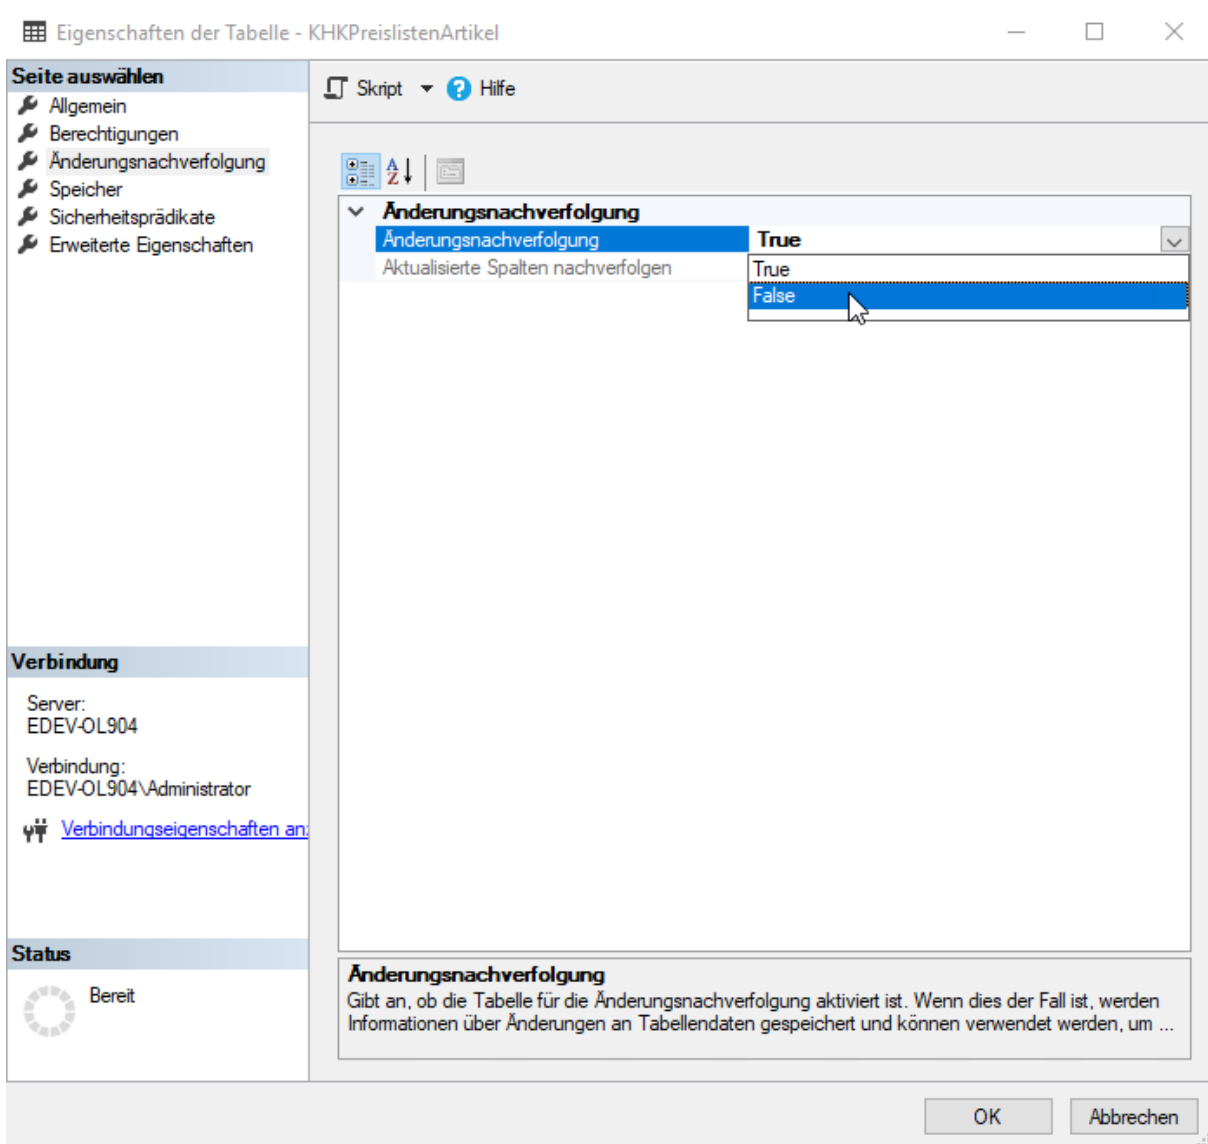 Eigenschaften der Tabelle - KHKPreislistenArtikel
Seite auswählen
Allgemein
Berechtigungen
Änderungsnachverfolgung
Speicher
Sicherheitsprädikate
Erweiterte Eigenschaften
Skript
Hilfe
Änderungsnachverfolgung
Änderungsnachverfolgung True
Aktualisierte Spalten nachverfolgen
True
False
Verbindung
Server:
EDEV-OL904
Verbindung:
EDEV-OL904\Administrator
Verbindungseigenschaften an
Status
Bereit
Änderungsnachverfolgung
Gibt an, ob die Tabelle für die Änderungsnachverfolgung aktiviert ist. Wenn dies der Fall ist, werden
Informationen über Änderungen an Tabellendaten gespeichert und können verwendet werden, um ...
OK
Abbrechen